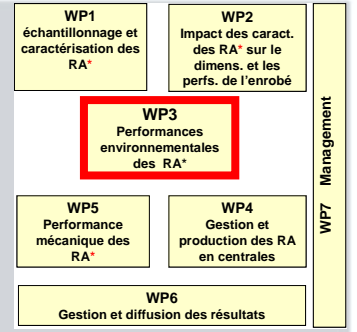 WP1
échantillonnage et
caractérisation des
RA*
WP2
Impact des caract.
des RA* sur le
dimens. et les
perfs. de l'enrobé
WP3
Performances
environnementales
des RA*
WP5
Performance
mécanique des
RA*
WP4
Gestion et
production des RA
en centrales
WP6
Gestion et diffusion des résultats
WP7 Management